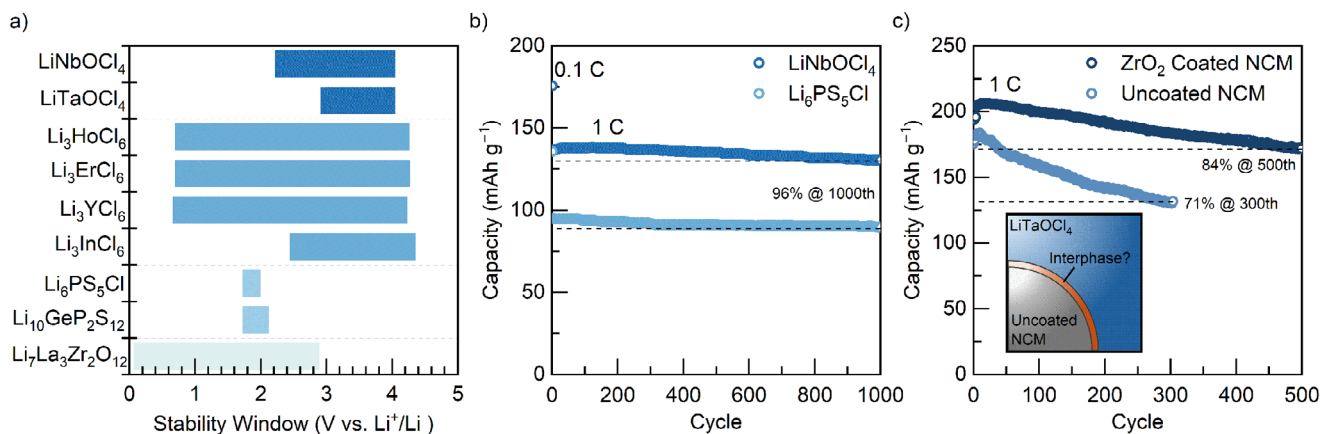 a)
LiNbOCl₄
LiTaOCl₄
Li₃HoCl₆
Li₃ErCl₆
Li₃YCl₆
Li₃InCl₆
Li₆PS₅Cl
Li₁₀GeP₂S₁₂
Li₇La₃Zr₂O₁₂
0 1 2 3 4 5
Stability Window (V vs. Li⁺/Li )
b)
Capacity (mAh g⁻¹)
200
150
100
50
0
0.1 C
LiNbOCl₄
Li₆PS₅Cl
1 C
96% @ 1000th
0 200 400 600 800 1000
Cycle
c)
Capacity (mAh g⁻¹)
250
200
150
100
50
0
ZrO₂ Coated NCM
Uncoated NCM
1 C
84% @ 500th
71% @ 300th
LiTaOCl₄
Interphase?
Uncoated
NCM
0 100 200 300 400 500
Cycle